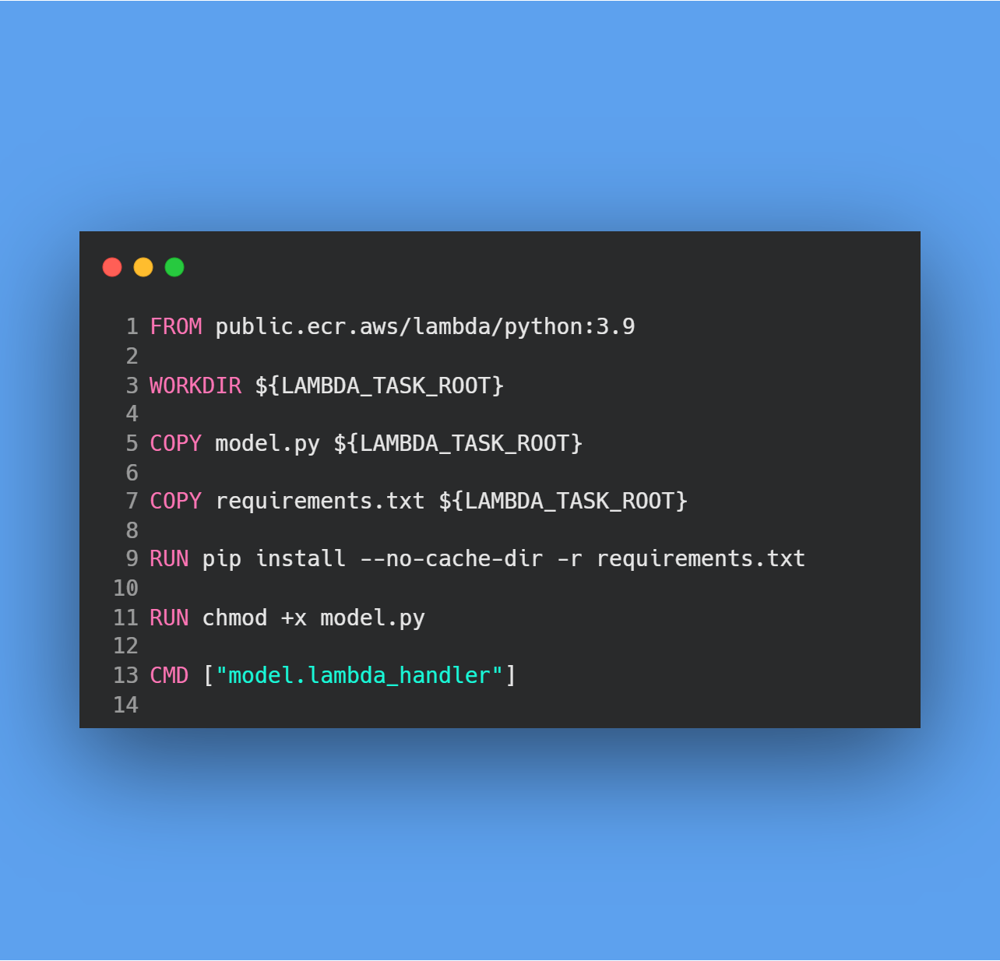 1 FROM public.ecr.aws/lambda/python:3.9
2
3 WORKDIR ${LAMBDA_TASK_ROOT}
4
5 COPY model.py ${LAMBDA_TASK_ROOT}
6
7 COPY requirements.txt ${LAMBDA_TASK_ROOT}
8
9 RUN pip install --no-cache-dir -r requirements.txt
10
11 RUN chmod +x model.py
12
13 CMD ["model.lambda_handler"]
14